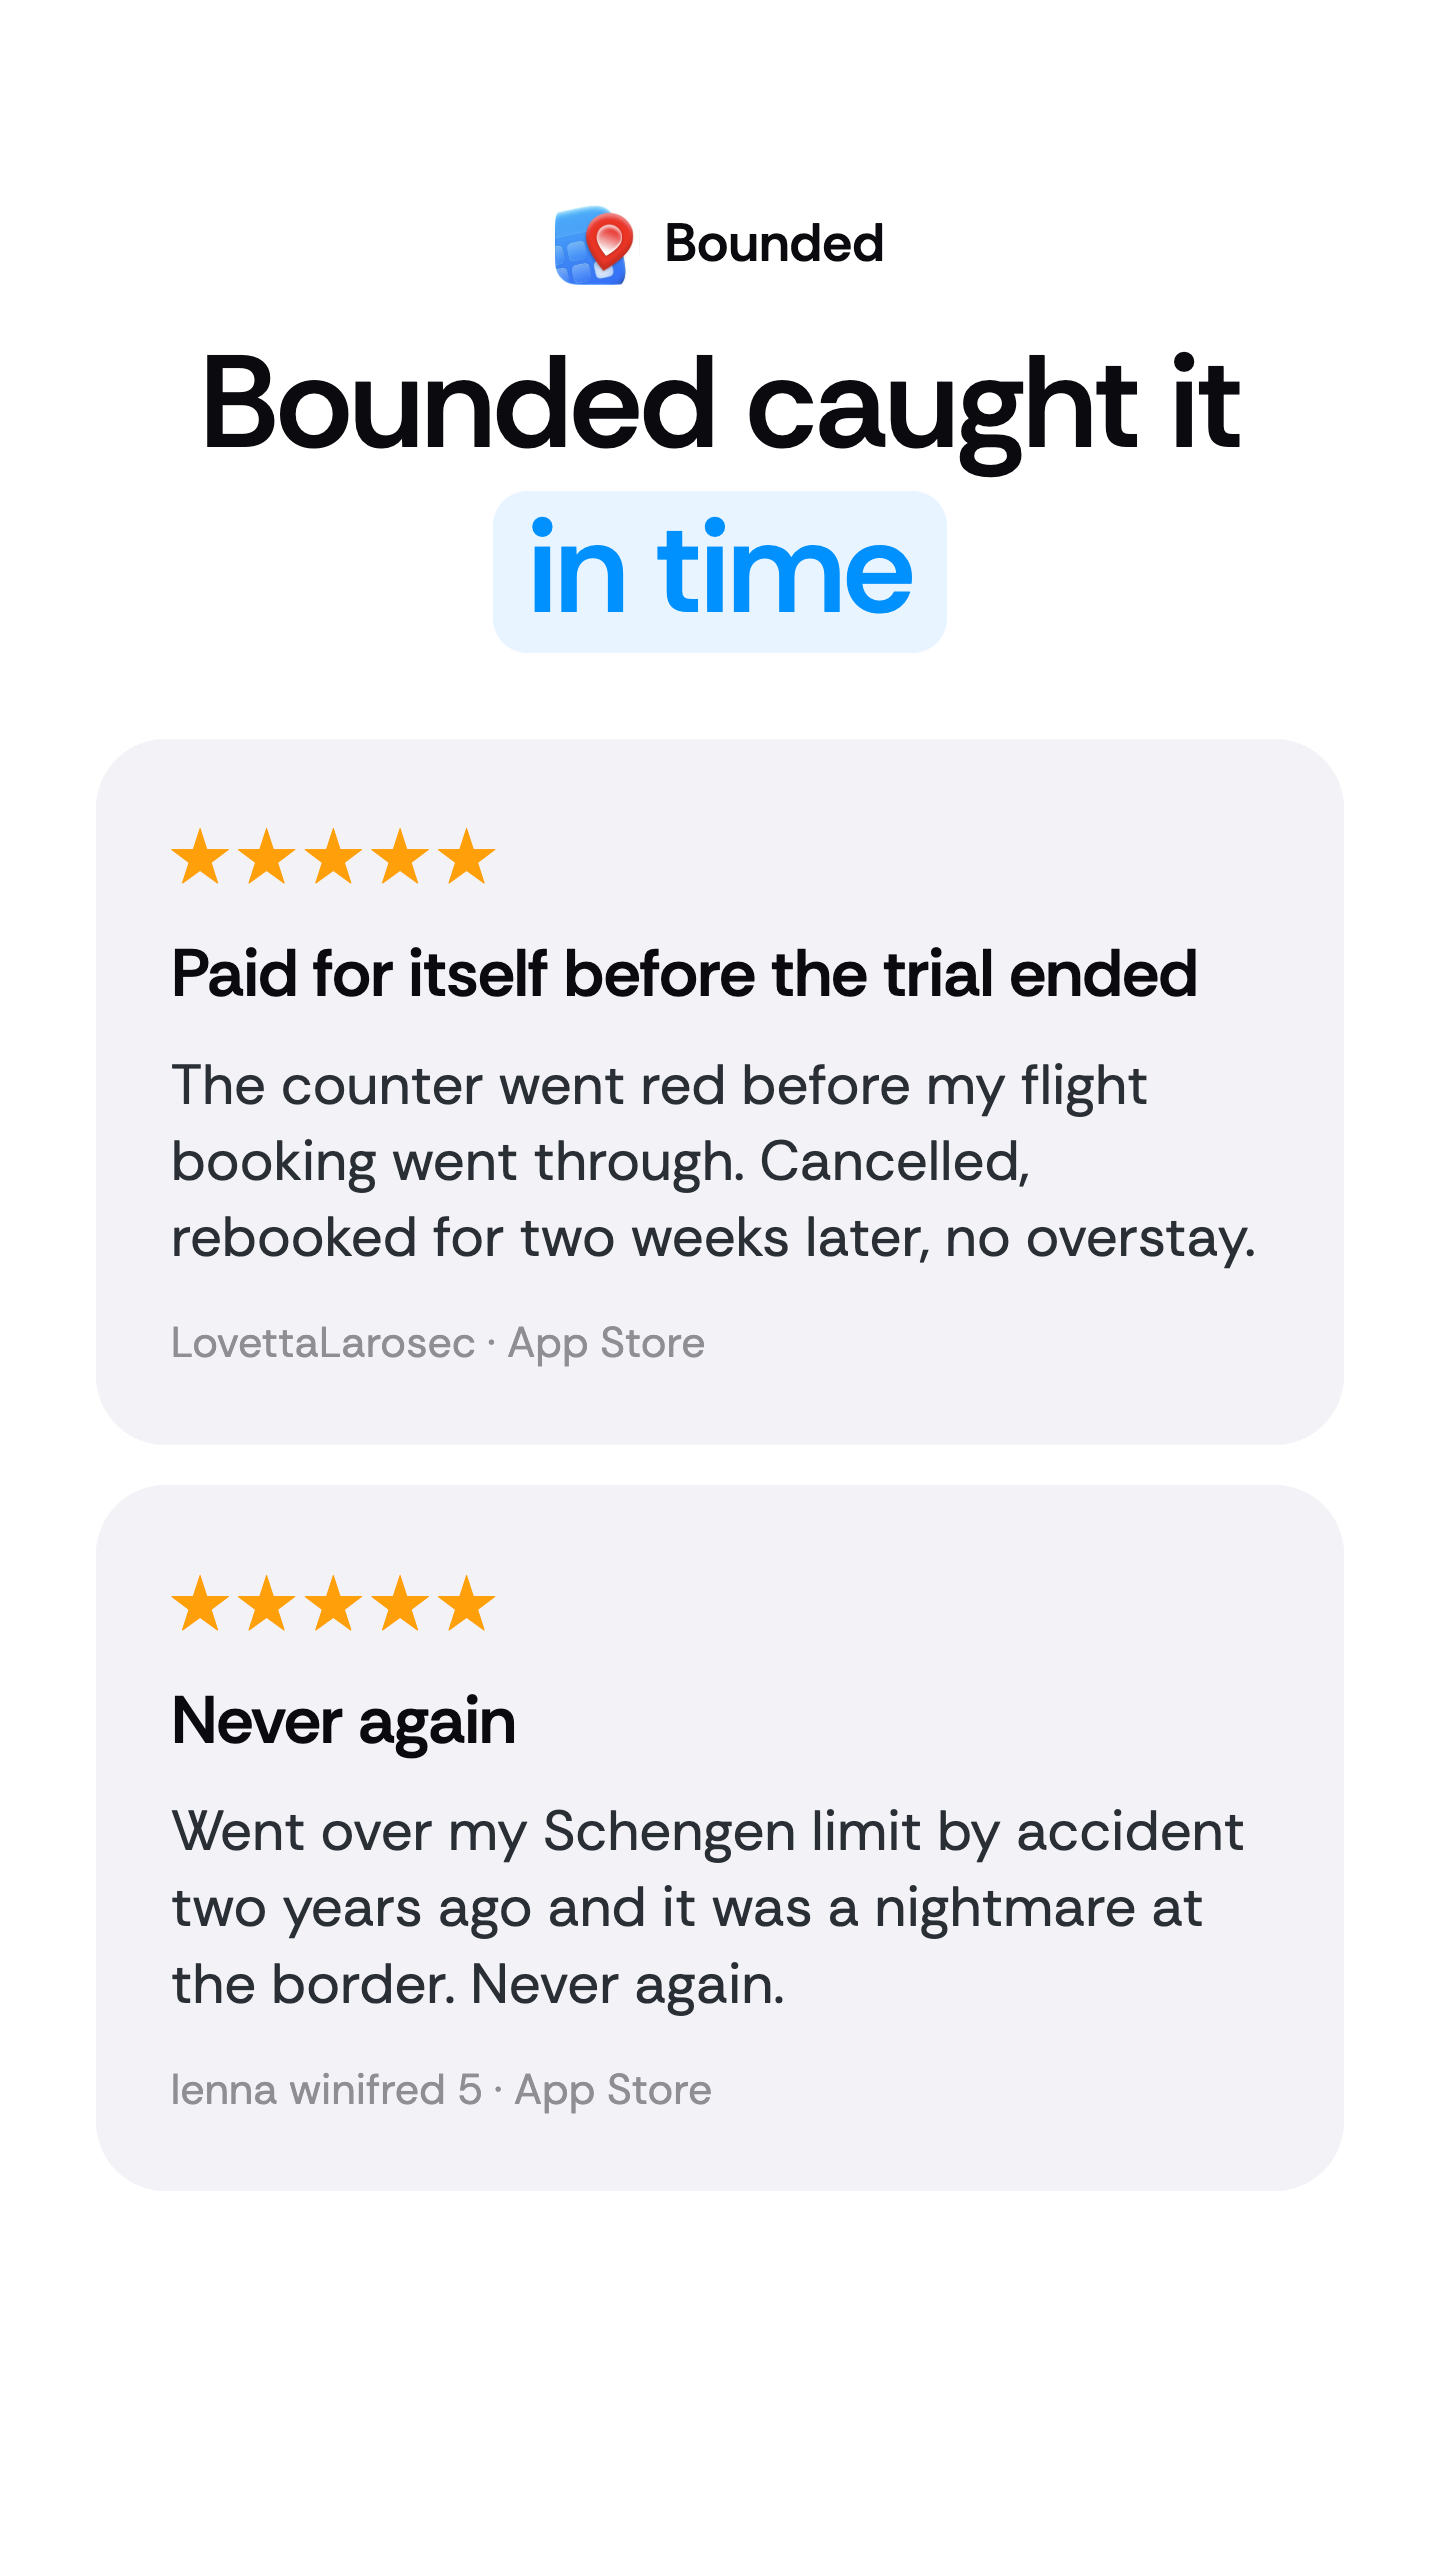 Bounded
Bounded caught it
in time
Paid for itself before the trial ended
The counter went red before my flight
booking went through. Cancelled,
rebooked for two weeks later, no overstay.
LovettaLarosec · App Store
Never again
Went over my Schengen limit by accident
two years ago and it was a nightmare at
the border. Never again.
lenna winifred 5 · App Store